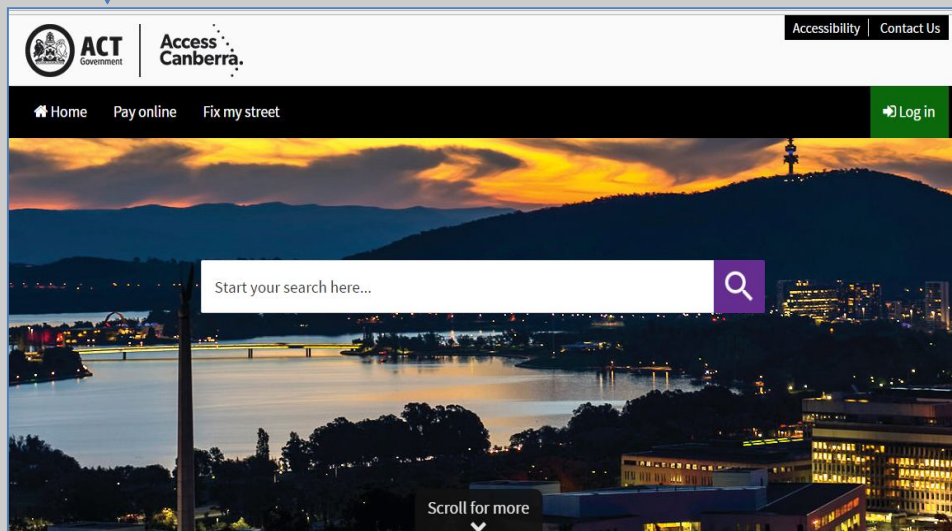 Accessibility Contact Us
ACT
Government
Access
Canberra.
Home Pay online Fix my street Log in
Start your search here...
Scroll for more